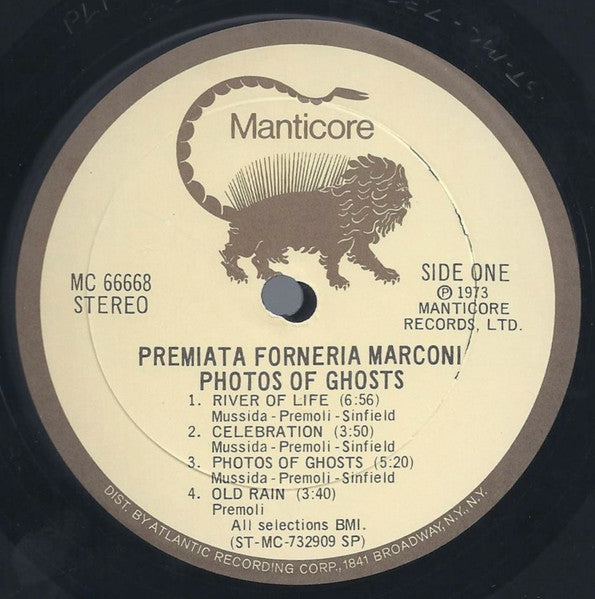 Manticore
MC 66668
STEREO
SIDE ONE
Ⓟ 1973
MANTICORE
RECORDS, LTD.
PREMIATA FORNERIA MARCONI
PHOTOS OF GHOSTS
1. RIVER OF LIFE (6:56)
Mussida-Premoli-Sinfield
2. CELEBRATION (3:50)
Mussida-Premoli-Sinfield
3. PHOTOS OF GHOSTS (5:20)
Mussida-Premoli-Sinfield
4. OLD RAIN (3:40)
Premoli
All selections BMI.
(ST-MC-732909 SP)
DIST. BY ATLANTIC RECORDING CORP., 1841 BROADWAY, N.Y., N.Y.